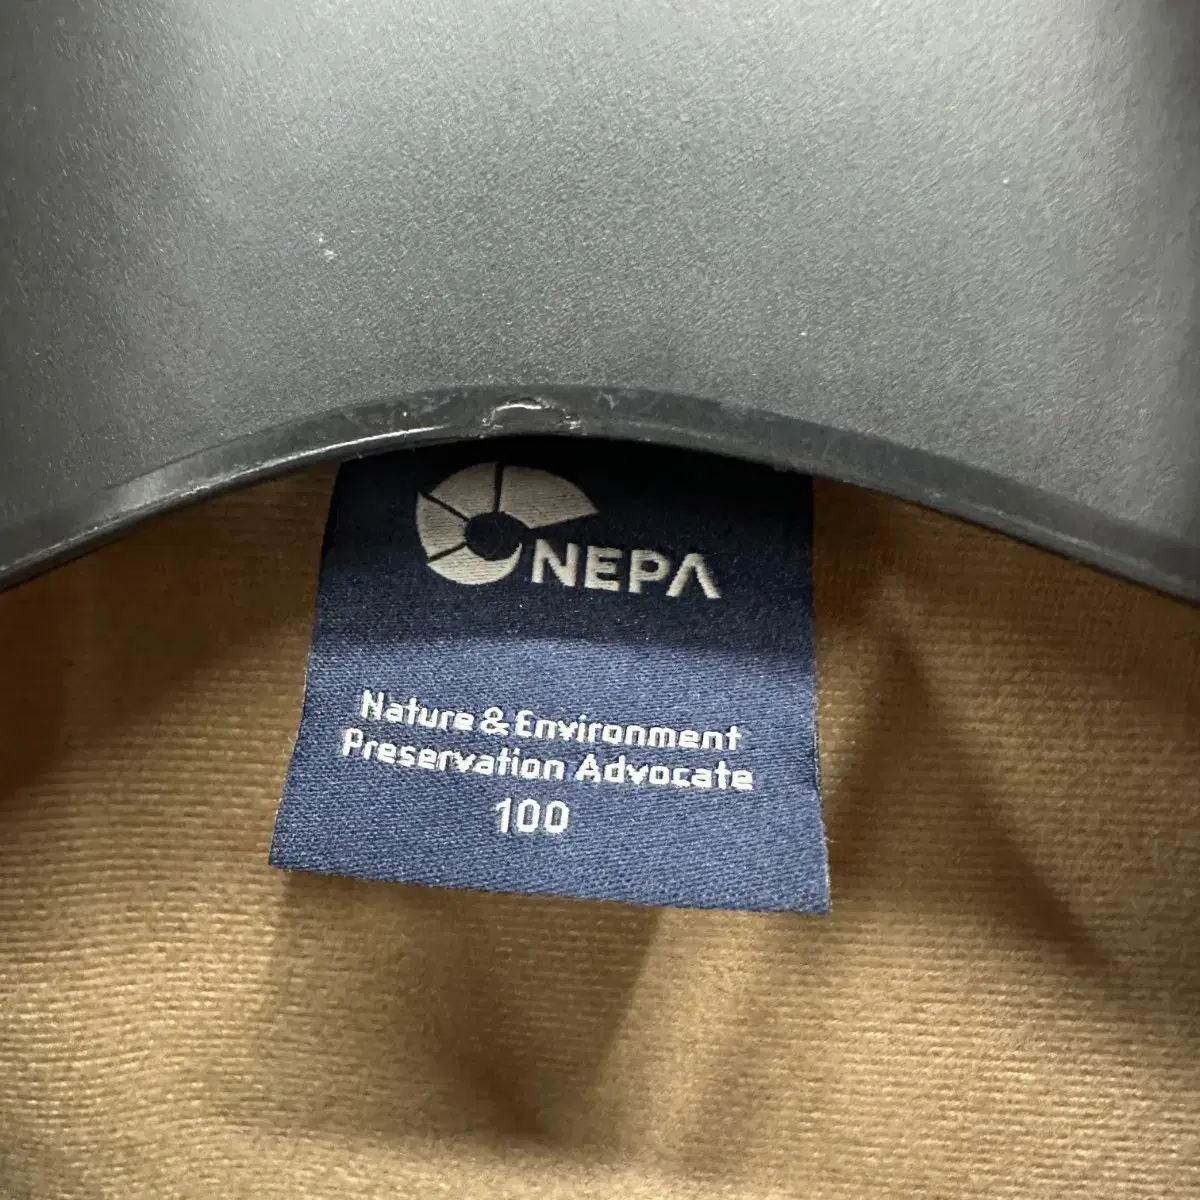 NEPA
Nature & Environment
Preservation Advocate
100